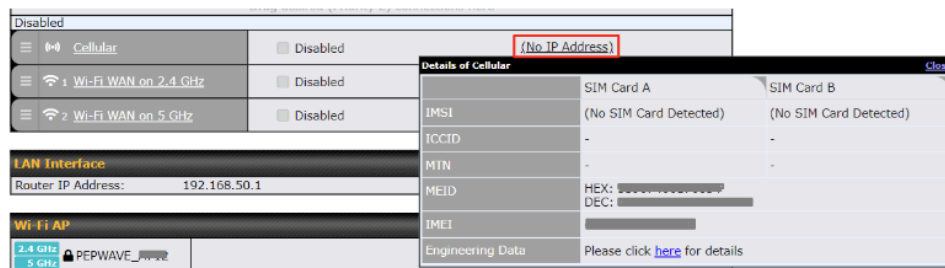 Disabled
Cellular Disabled (No IP Address)
1 Wi-Fi WAN on 2.4 GHz Disabled
2 Wi-Fi WAN on 5 GHz Disabled
Details of Cellular Clos
SIM Card A SIM Card B
IMSI (No SIM Card Detected) (No SIM Card Detected)
ICCID - -
MTN - -
MEID HEX:
DEC:
IMEI
Engineering Data Please click here for details
LAN Interface
Router IP Address: 192.168.50.1
Wi-Fi AP
2.4 GHz
5 GHz
PEPWAVE_